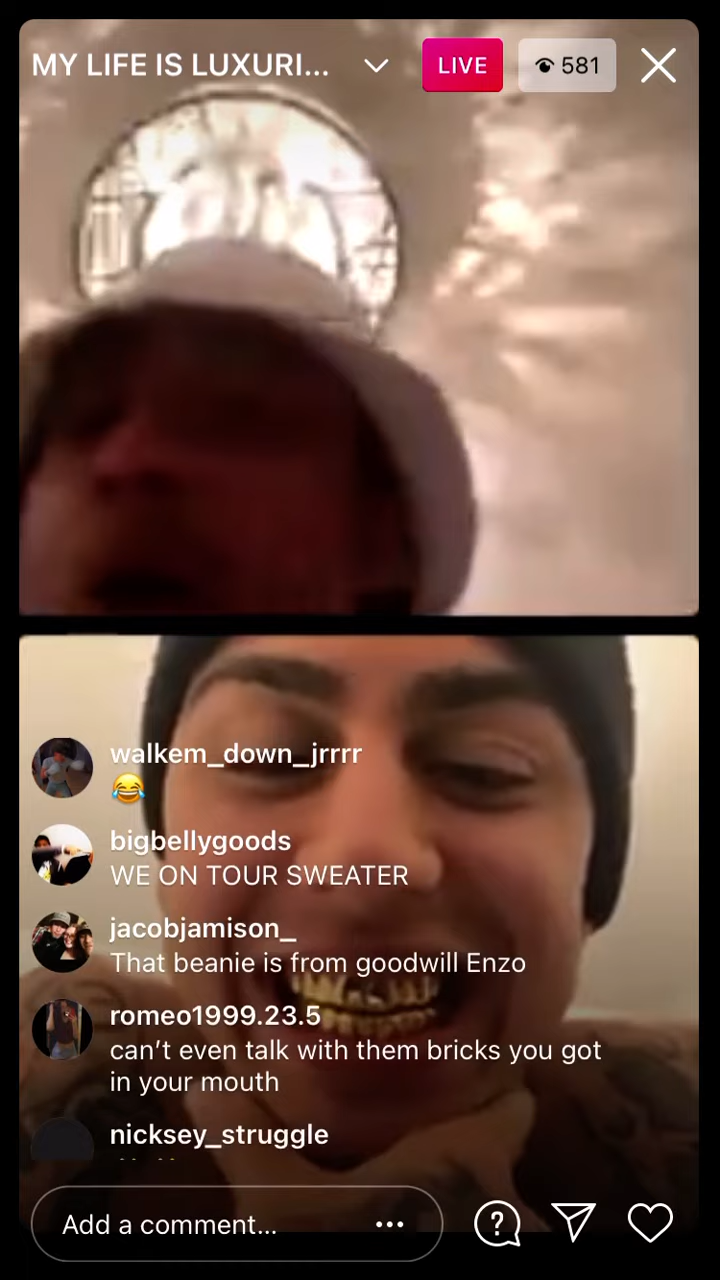 MY LIFE IS LUXURI...
LIVE
581
walkem_down_jrrrr
😂
bigbellygoods
WE ON TOUR SWEATER
jacobjamison_
That beanie is from goodwill Enzo
romeo1999.23.5
can't even talk with them bricks you got
in your mouth
nicksey_struggle
Add a comment...